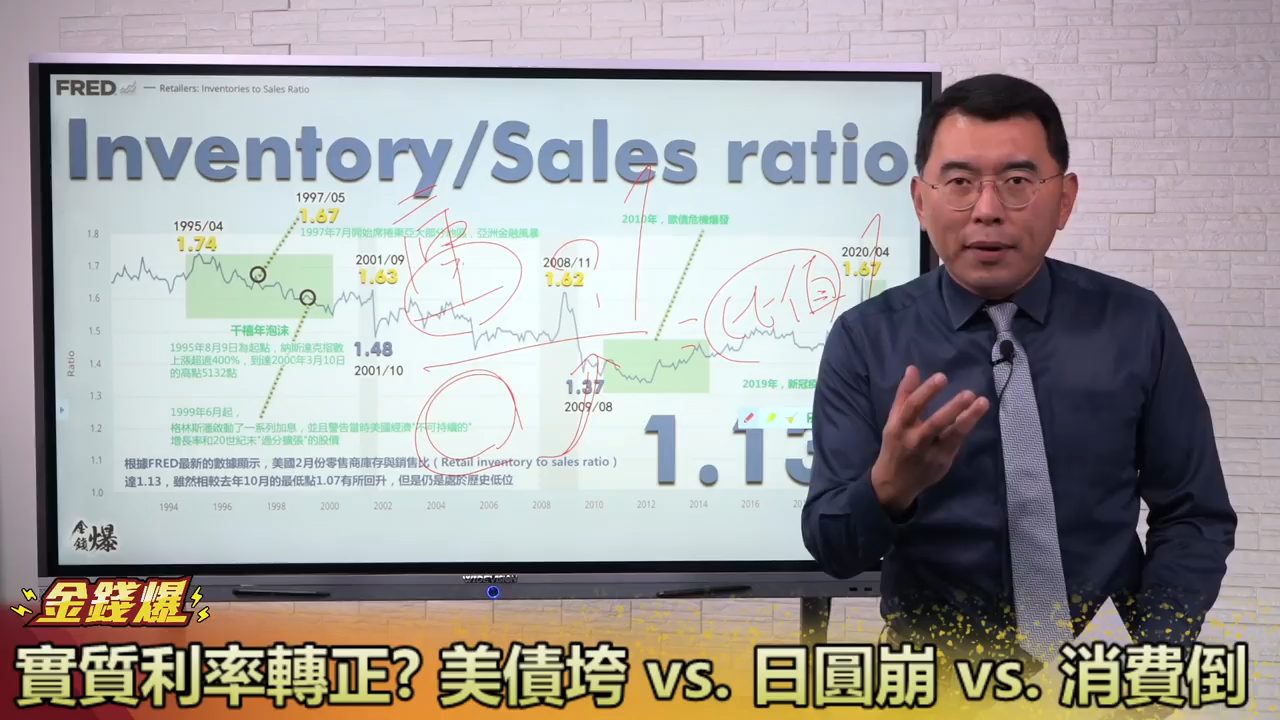 FRED
Retailers: Inventories to Sales Ratio
Inventory/Sales ratio
1997/05
1.67
1997年7月開始席捲東亞大部分地區，亞洲金融風暴
1995/04
1.74
2001/09
1.63
2008/11
1.62
2010年，歐債危機爆發
2020/04
1.67
1.8
1.7
1.6
1.5
1.4
1.3
1.2
1.1
1.0
Ratio
千禧年泡沫
1995年8月9日為起點，納斯達克指數
上漲超過400%，到達2000年3月10日
的高點5132點
1.48
2001/10
1.37
2009/08
2019年，新冠
1999年6月起，
格林斯潘啟動了一系列加息，並且警告當時美國經濟"不可持續的"
增長率和20世紀末"過分擴張"的股價
1.13
根據FRED最新的數據顯示，美國2月份零售商庫存與銷售比（Retail inventory to sales ratio）
達1.13，雖然相較去年10月的最低點1.07有所回升，但是仍是處於歷史低位
1994
1996
1998
2000
2002
2004
2006
2008
2010
2012
2014
2016
比值
金錢爆
金錢爆
實質利率轉正? 美債垮 vs. 日圓崩 vs. 消費倒